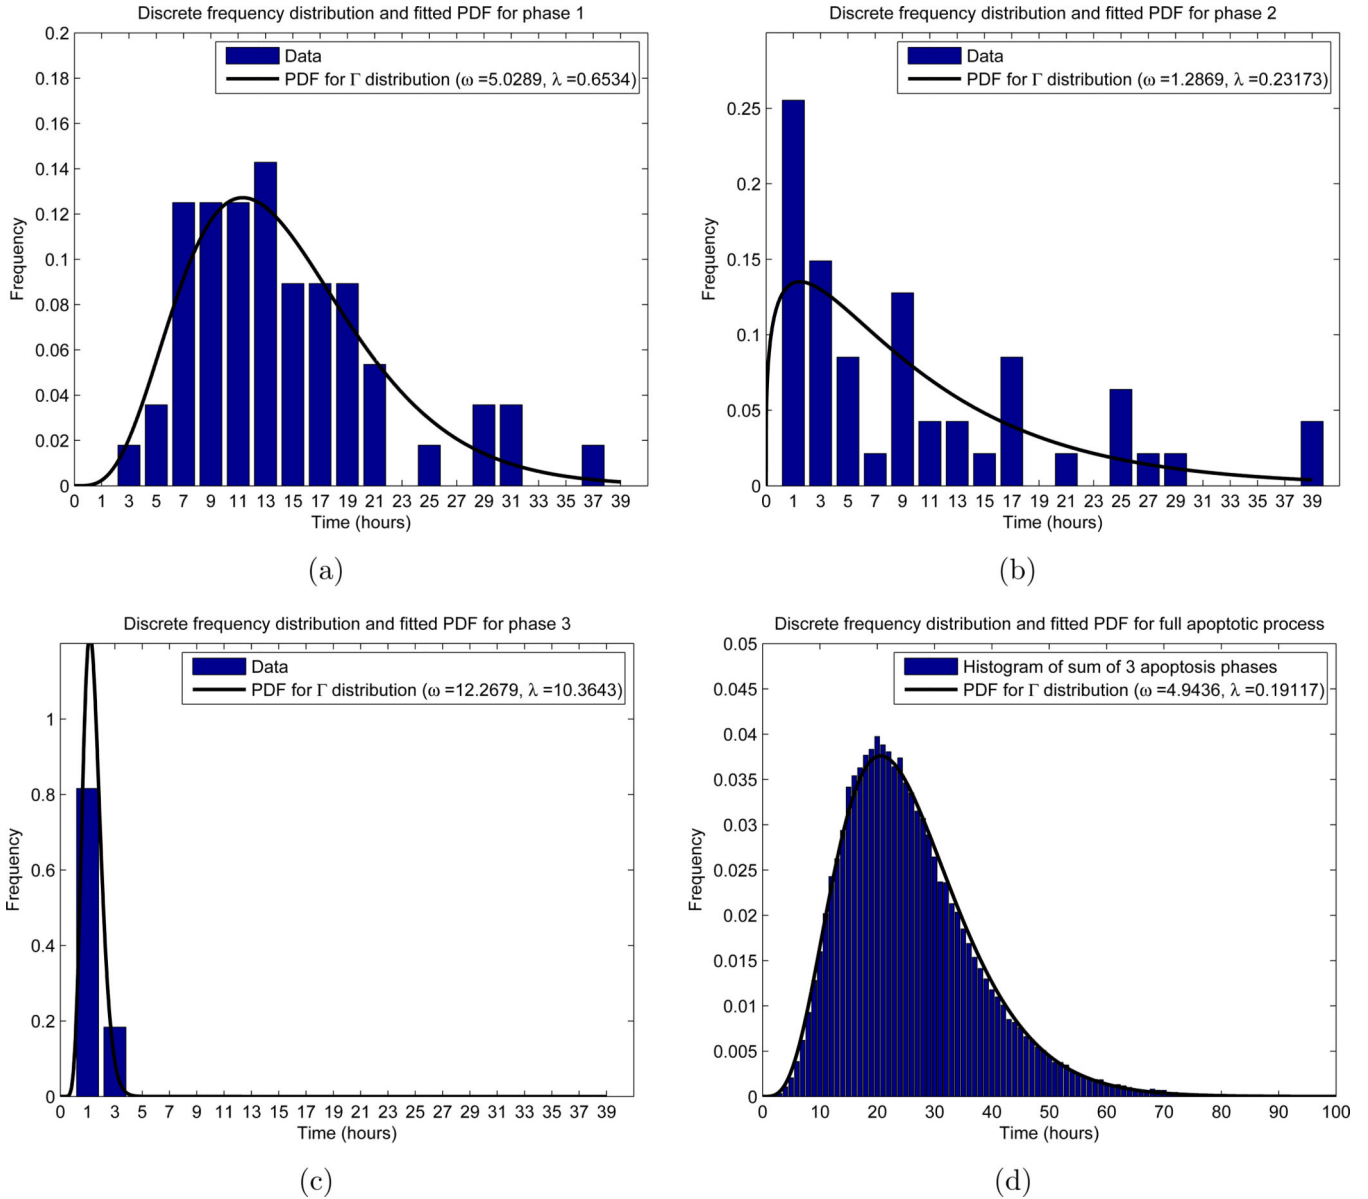 Discrete frequency distribution and fitted PDF for phase 1
0.2
0.18
0.16
0.14
0.12
0.1
0.08
0.06
0.04
0.02
0
Frequency
Data
PDF for Γ distribution (ω =5.0289, λ =0.6534)
0 1 3 5 7 9 11 13 15 17 19 21 23 25 27 29 31 33 35 37 39
Time (hours)
(a)
Discrete frequency distribution and fitted PDF for phase 2
0.25
0.2
0.15
0.1
0.05
0
Frequency
Data
PDF for Γ distribution (ω =1.2869, λ =0.23173)
0 1 3 5 7 9 11 13 15 17 19 21 23 25 27 29 31 33 35 37 39
Time (hours)
(b)
Discrete frequency distribution and fitted PDF for phase 3
1
0.8
0.6
0.4
0.2
0
Frequency
Data
PDF for Γ distribution (ω =12.2679, λ =10.3643)
0 1 3 5 7 9 11 13 15 17 19 21 23 25 27 29 31 33 35 37 39
Time (hours)
(c)
Discrete frequency distribution and fitted PDF for full apoptotic process
0.05
0.045
0.04
0.035
0.03
0.025
0.02
0.015
0.01
0.005
0
Frequency
Histogram of sum of 3 apoptosis phases
PDF for Γ distribution (ω =4.9436, λ =0.19117)
0 10 20 30 40 50 60 70 80 90 100
Time (hours)
(d)